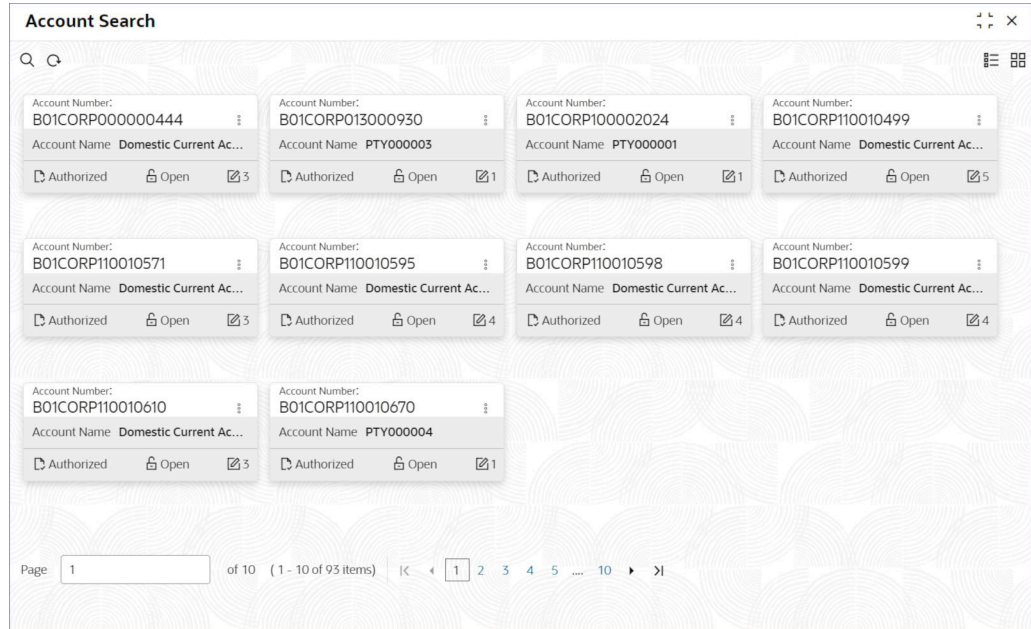 Account Search
Account Number:
B01CORP000000444
Account Name Domestic Current Ac...
Authorized Open 3
Account Number:
B01CORP013000930
Account Name PTY000003
Authorized Open 1
Account Number:
B01CORP100002024
Account Name PTY000001
Authorized Open 1
Account Number:
B01CORP110010499
Account Name Domestic Current Ac...
Authorized Open 5
Account Number:
B01CORP110010571
Account Name Domestic Current Ac...
Authorized Open 3
Account Number:
B01CORP110010595
Account Name Domestic Current Ac...
Authorized Open 4
Account Number:
B01CORP110010598
Account Name Domestic Current Ac...
Authorized Open 4
Account Number:
B01CORP110010599
Account Name Domestic Current Ac...
Authorized Open 4
Account Number:
B01CORP110010610
Account Name Domestic Current Ac...
Authorized Open 3
Account Number:
B01CORP110010670
Account Name PTY000004
Authorized Open 1
Page 1 of 10 (1 - 10 of 93 items) 1 2 3 4 5 .... 10